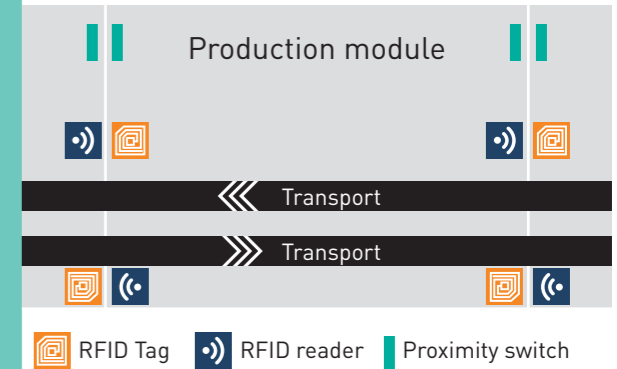 Production module
Transport
Transport
RFID Tag RFID reader Proximity switch